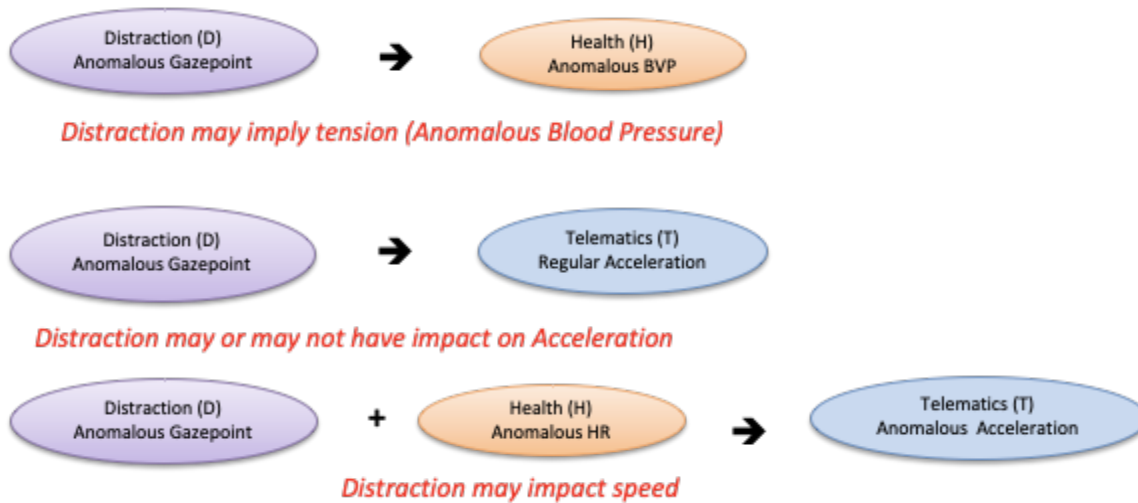 Distraction (D)
Anomalous Gazepoint
➔
Health (H)
Anomalous BVP
Distraction may imply tension (Anomalous Blood Pressure)
Distraction (D)
Anomalous Gazepoint
➔
Telematics (T)
Regular Acceleration
Distraction may or may not have impact on Acceleration
Distraction (D)
Anomalous Gazepoint
+
Health (H)
Anomalous HR
➔
Telematics (T)
Anomalous Acceleration
Distraction may impact speed